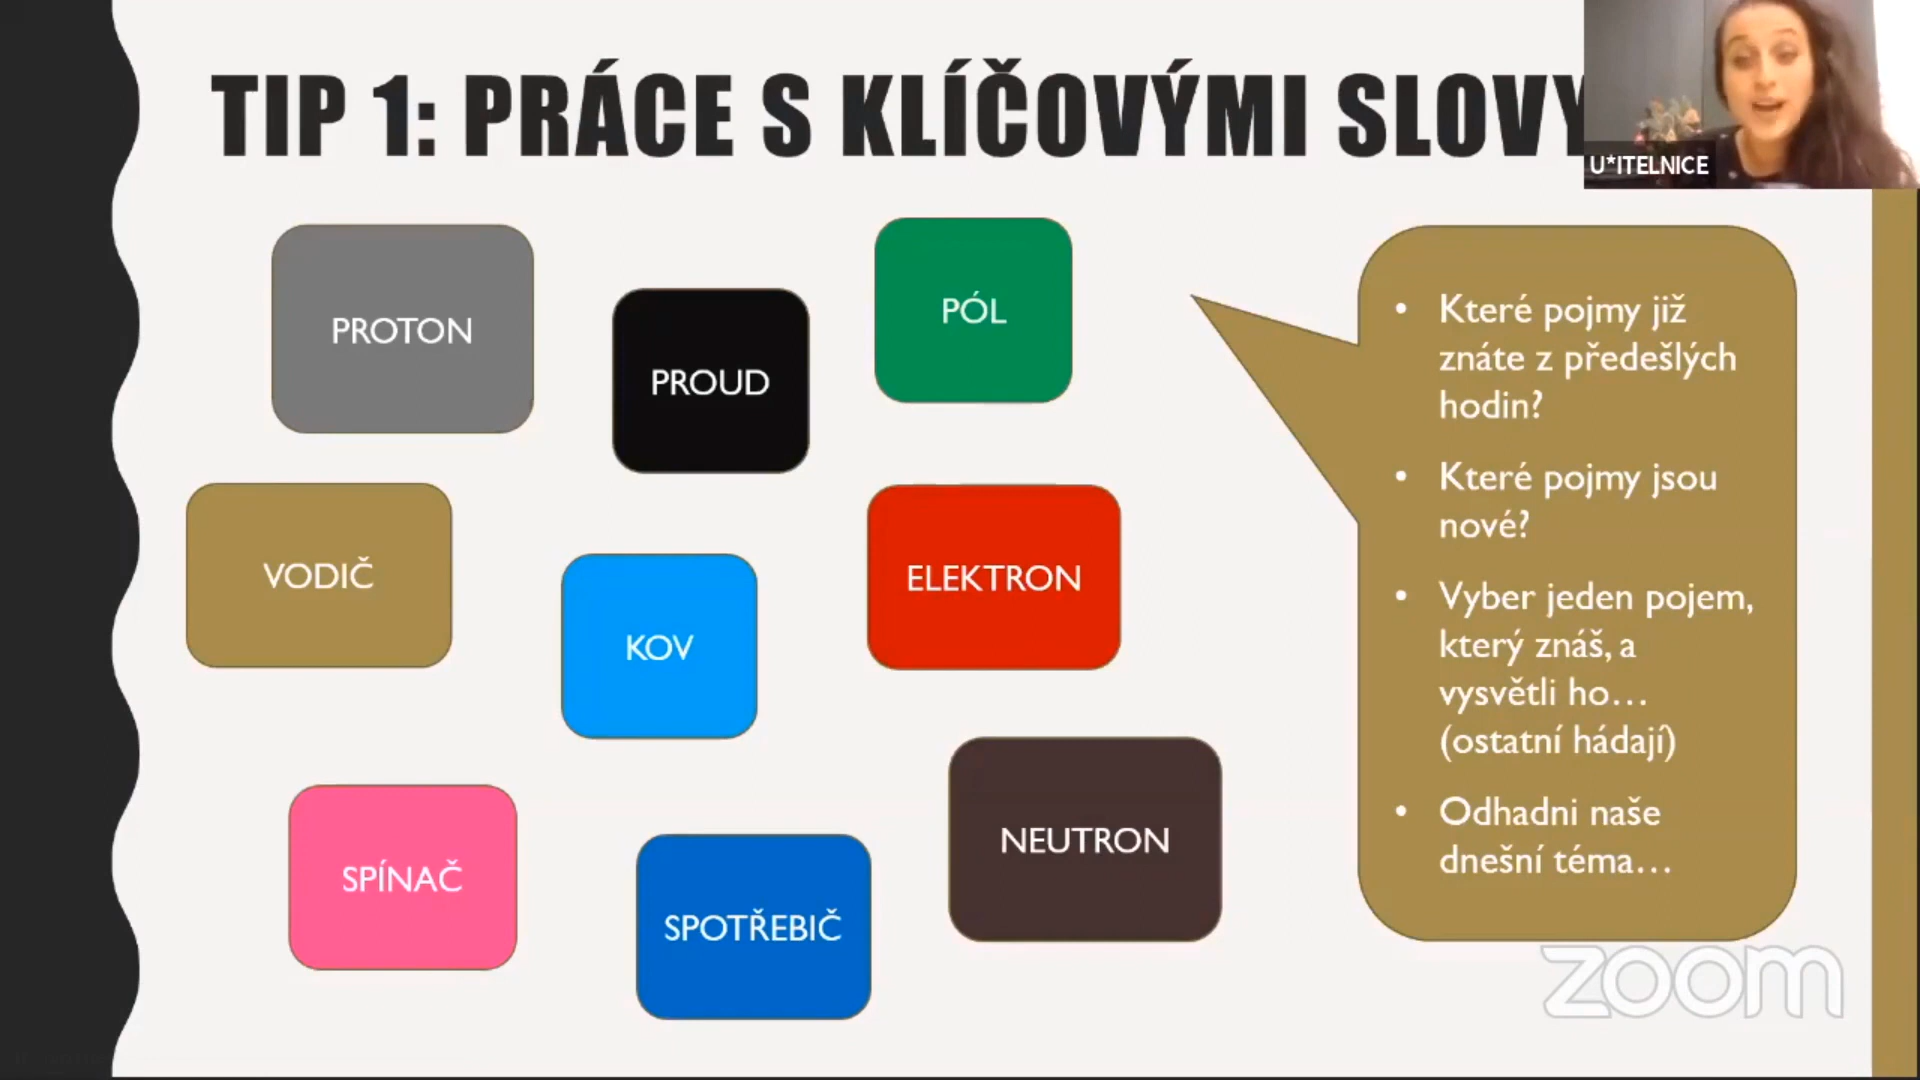 TIP 1: PRÁCE S KLÍČOVÝMI SLOVY
U*ITELNICE
PROTON
PROUD
PÓL
VODIČ
KOV
ELEKTRON
SPÍNAČ
SPOTŘEBIČ
NEUTRON
• Které pojmy již
znáte z předešlých
hodin?
• Které pojmy jsou
nové?
• Vyber jeden pojem,
který znáš, a
vysvětli ho…
(ostatní hádají)
• Odhadni naše
dnešní téma…
zoom